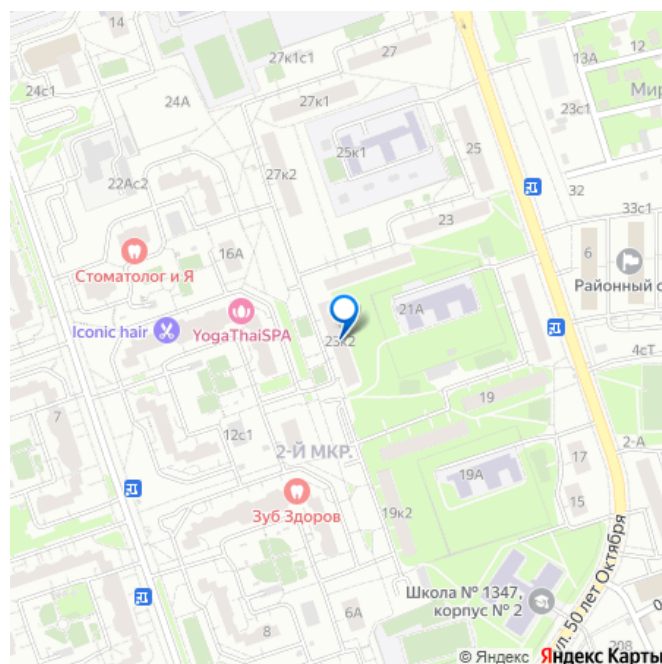 14
27к1с1
27
13А
12
24с1
24А
27к1
Мир
23с1
25к1
25
22Ас2
27к2
32
33с1
16А
23
6
Стоматолог и Я
Районный с
21А
Iconic hair
YogaThaiSPA
23к2
4сТ
7
19
12с1
2-Й МКР.
2-А
17
19А
15
Зуб Здоров
19к2
ул. 50 лет Октября
Школа № 1347,
корпус № 2
6А
8
20В
© Яндекс Яндекс Карты